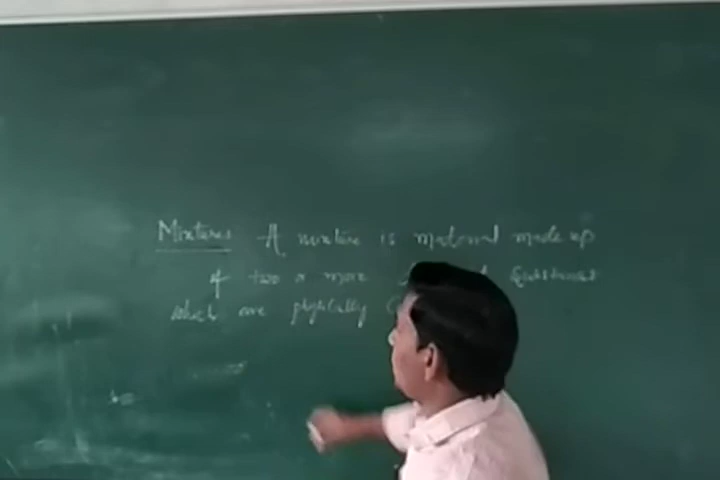 Mixtures A mixture is material made up
of two or more substances
which are physically